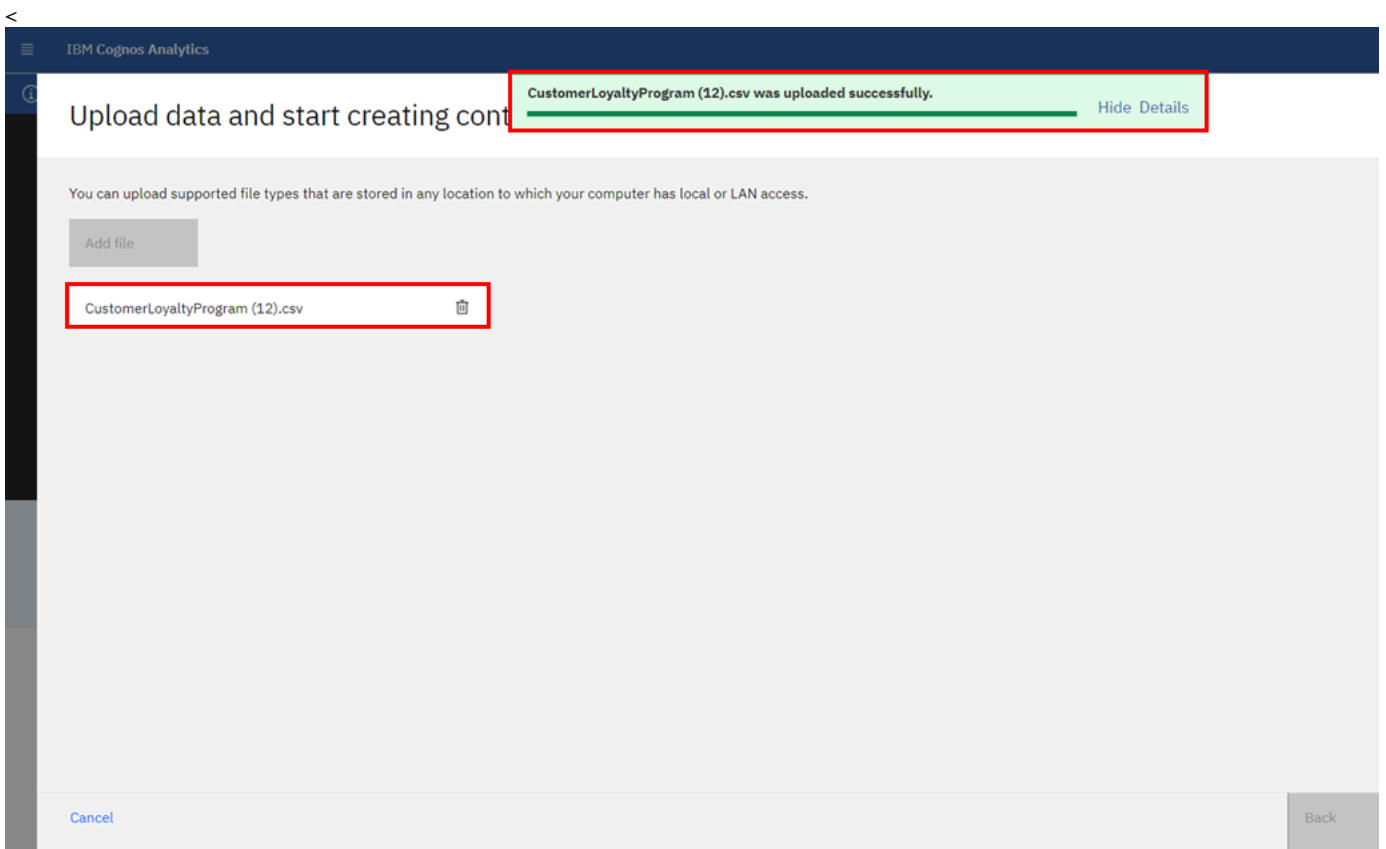 <
IBM Cognos Analytics
CustomerLoyaltyProgram (12).csv was uploaded successfully.
Hide Details
Upload data and start creating cont
You can upload supported file types that are stored in any location to which your computer has local or LAN access.
Add file
CustomerLoyaltyProgram (12).csv
Cancel
Back